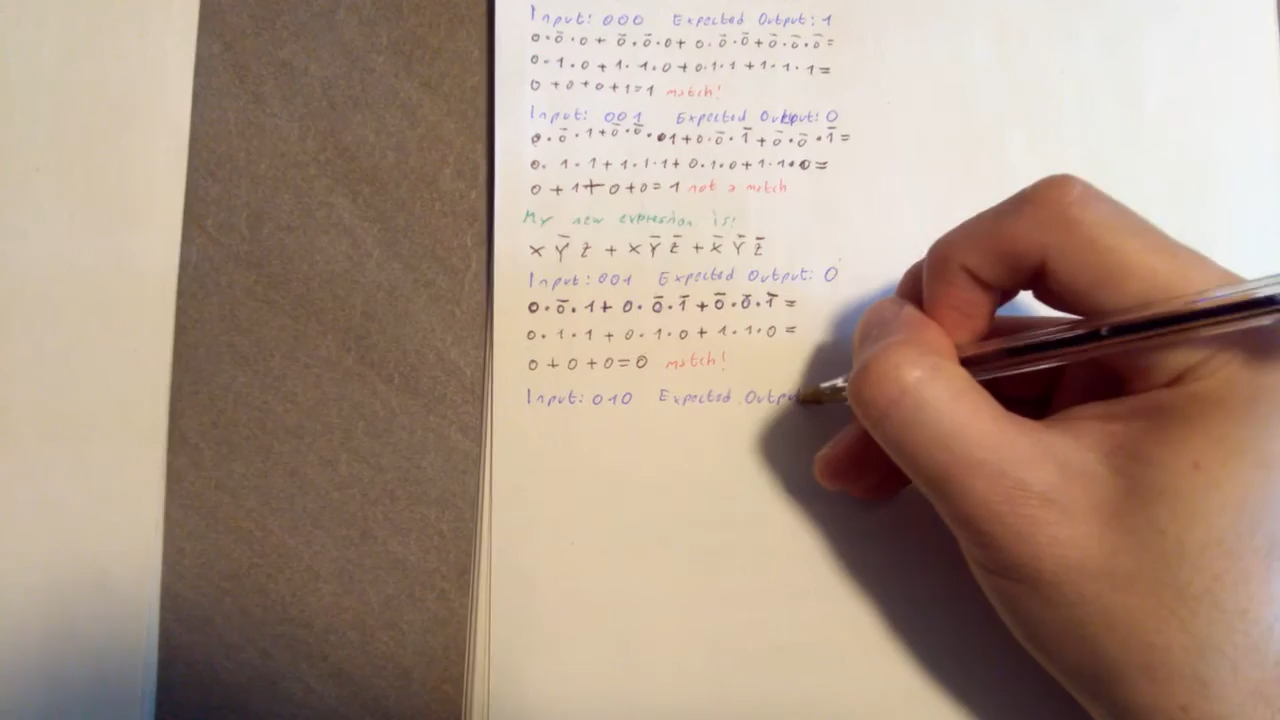 Input: 000 Expected Output: 1
0·0̄·0+0̄·0̄·0+0·0̄·0̄+0̄·0̄·0̄=
0·1·0+1·1·0+0·1·1+1·1·1=
0+0+0+1=1 match!
Input: 001 Expected Output: 0
0·0̄·1+0̄·0̄·1+0·0̄·1̄+0̄·0̄·1̄=
0·1·1+1·1·1+0·1·0+1·1·0=
0+1+0+0=1 not a match
My new expression is:
X Ȳ Z + X Ȳ Z̄ + X̄ Ȳ Z̄
Input: 001 Expected Output: 0
0·0̄·1+0·0̄·1̄+0̄·0̄·1̄=
0·1·1+0·1·0+1·1·0=
0+0+0=0 match!
Input: 010 Expected Outpu